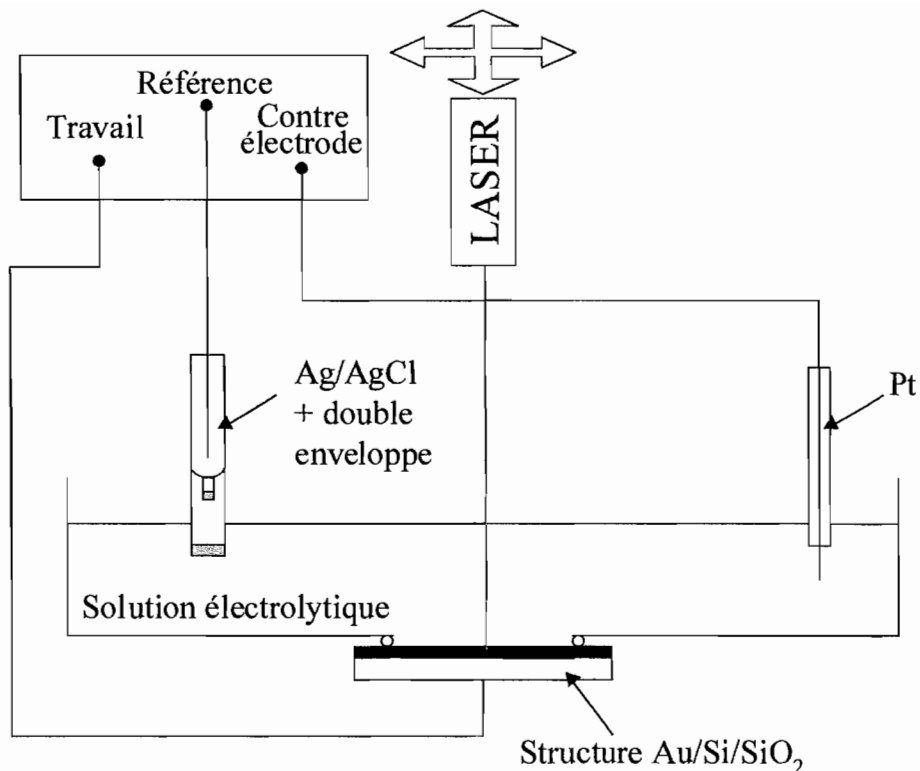 Référence
Travail
Contre
électrode
LASER
Ag/AgCl
+ double
enveloppe
Pt
Solution électrolytique
Structure Au/Si/SiO₂